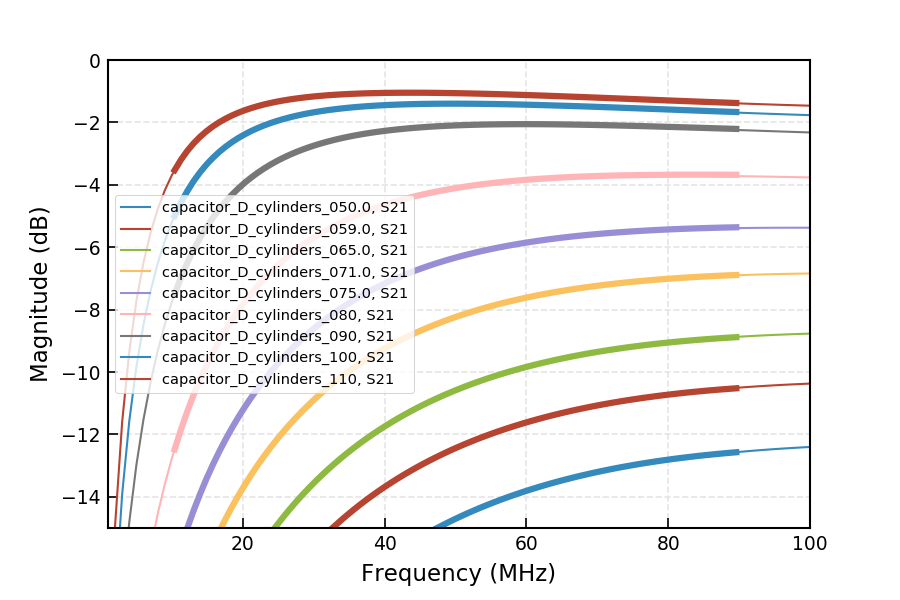 0
−2
−4
−6
−8
−10
−12
−14
Magnitude (dB)
capacitor_D_cylinders_050.0, S21
capacitor_D_cylinders_059.0, S21
capacitor_D_cylinders_065.0, S21
capacitor_D_cylinders_071.0, S21
capacitor_D_cylinders_075.0, S21
capacitor_D_cylinders_080, S21
capacitor_D_cylinders_090, S21
capacitor_D_cylinders_100, S21
capacitor_D_cylinders_110, S21
20 40 60 80 100
Frequency (MHz)